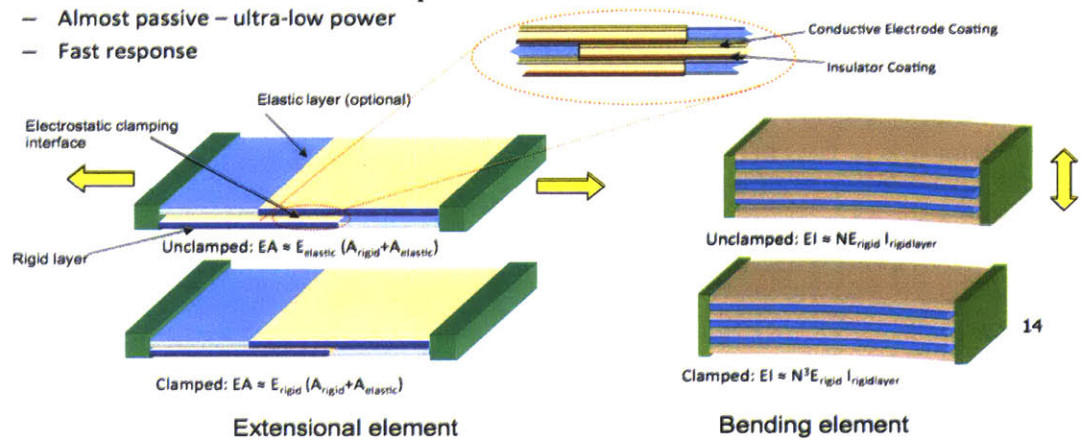 – Almost passive – ultra-low power
– Fast response
Conductive Electrode Coating
Insulator Coating
Elastic layer (optional)
Electrostatic clamping
interface
Rigid layer
Unclamped: EA ≈ E_elastic (A_rigid+A_elastic)
Unclamped: EI ≈ NE_rigid I_rigidlayer
14
Clamped: EA ≈ E_rigid (A_rigid+A_elastic)
Clamped: EI ≈ N³E_rigid I_rigidlayer
Extensional element
Bending element